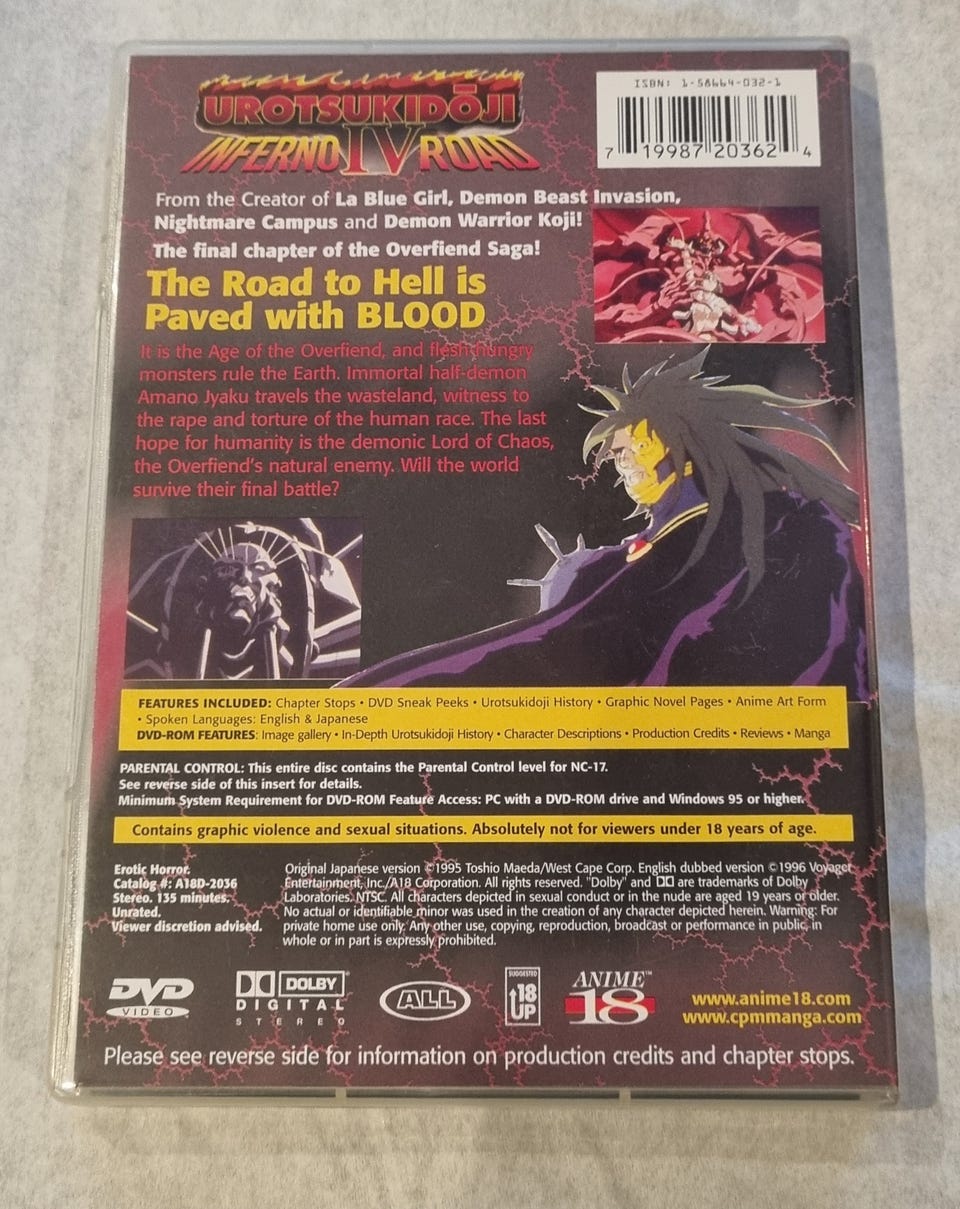 UROTSUKIDŌJI
INFERNO IV ROAD
ISBN: 1-58664-032-1
7 19987 20362 4
From the Creator of La Blue Girl, Demon Beast Invasion,
Nightmare Campus and Demon Warrior Koji!
The final chapter of the Overfiend Saga!
The Road to Hell is
Paved with BLOOD
It is the Age of the Overfiend, and flesh-hungry
monsters rule the Earth. Immortal half-demon
Amano Jyaku travels the wasteland, witness to
the rape and torture of the human race. The last
hope for humanity is the demonic Lord of Chaos,
the Overfiend's natural enemy. Will the world
survive their final battle?
FEATURES INCLUDED: Chapter Stops • DVD Sneak Peeks • Urotsukidoji History • Graphic Novel Pages • Anime Art Form
• Spoken Languages: English & Japanese
DVD-ROM FEATURES: Image gallery • In-Depth Urotsukidoji History • Character Descriptions • Production Credits • Reviews • Manga
PARENTAL CONTROL: This entire disc contains the Parental Control level for NC-17.
See reverse side of this insert for details.
Minimum System Requirement for DVD-ROM Feature Access: PC with a DVD-ROM drive and Windows 95 or higher.
Contains graphic violence and sexual situations. Absolutely not for viewers under 18 years of age.
Erotic Horror.
Catalog #: A18D-2036
Stereo. 135 minutes.
Unrated.
Viewer discretion advised.
Original Japanese version ©1995 Toshio Maeda/West Cape Corp. English dubbed version ©1996 Voyager
Entertainment, Inc./A18 Corporation. All rights reserved. "Dolby" and DD are trademarks of Dolby
Laboratories. NTSC. All characters depicted in sexual conduct or in the nude are aged 19 years or older.
No actual or identifiable minor was used in the creation of any character depicted herein. Warning: For
private home use only. Any other use, copying, reproduction, broadcast or performance in public, in
whole or in part is expressly prohibited.
DVD
VIDEO
DOLBY
DIGITAL
STEREO
ALL
SUGGESTED
18
UP
ANIME™
18
www.anime18.com
www.cpmmanga.com
Please see reverse side for information on production credits and chapter stops.